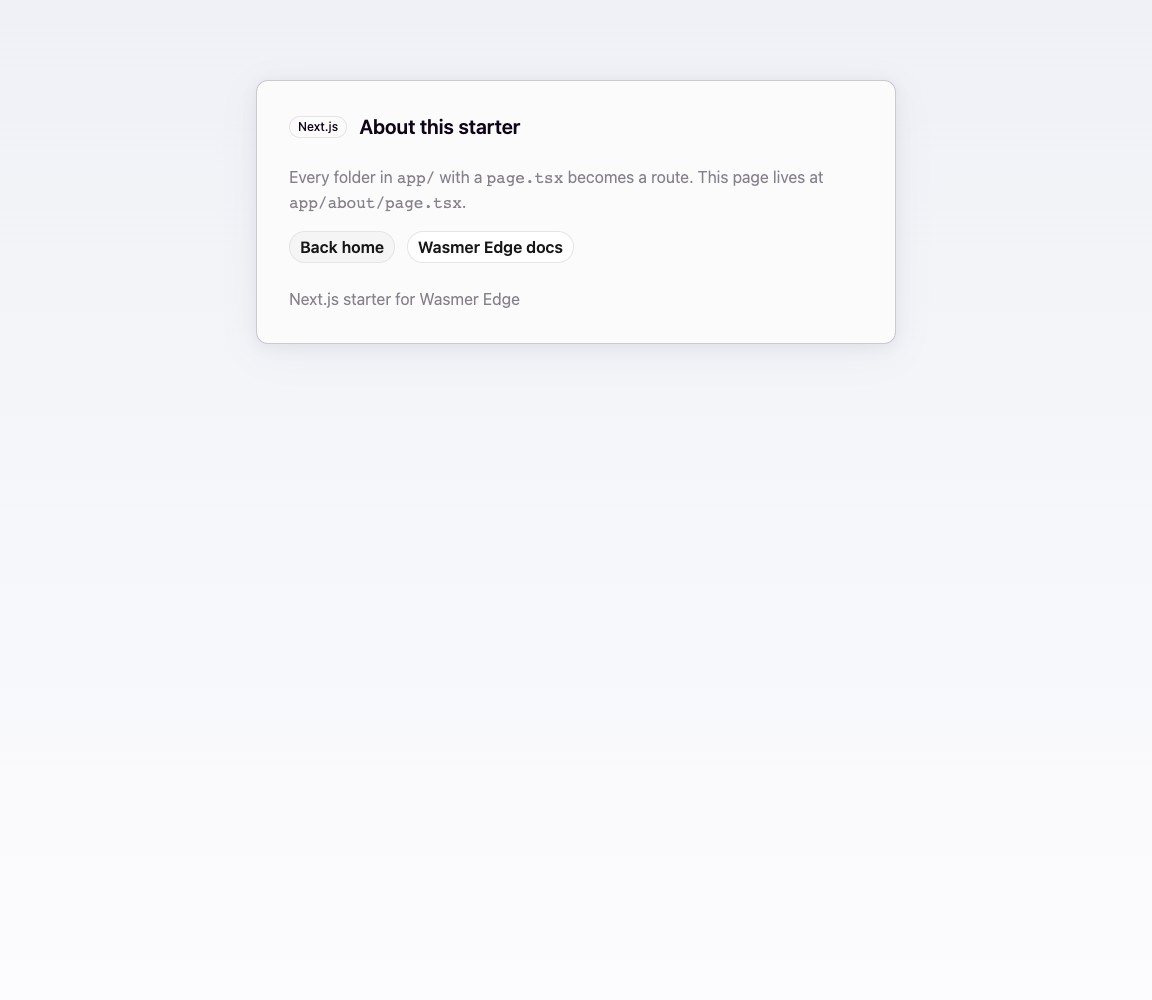 Next.js About this starter
Every folder in app/ with a page.tsx becomes a route. This page lives at
app/about/page.tsx.
Back home Wasmer Edge docs
Next.js starter for Wasmer Edge